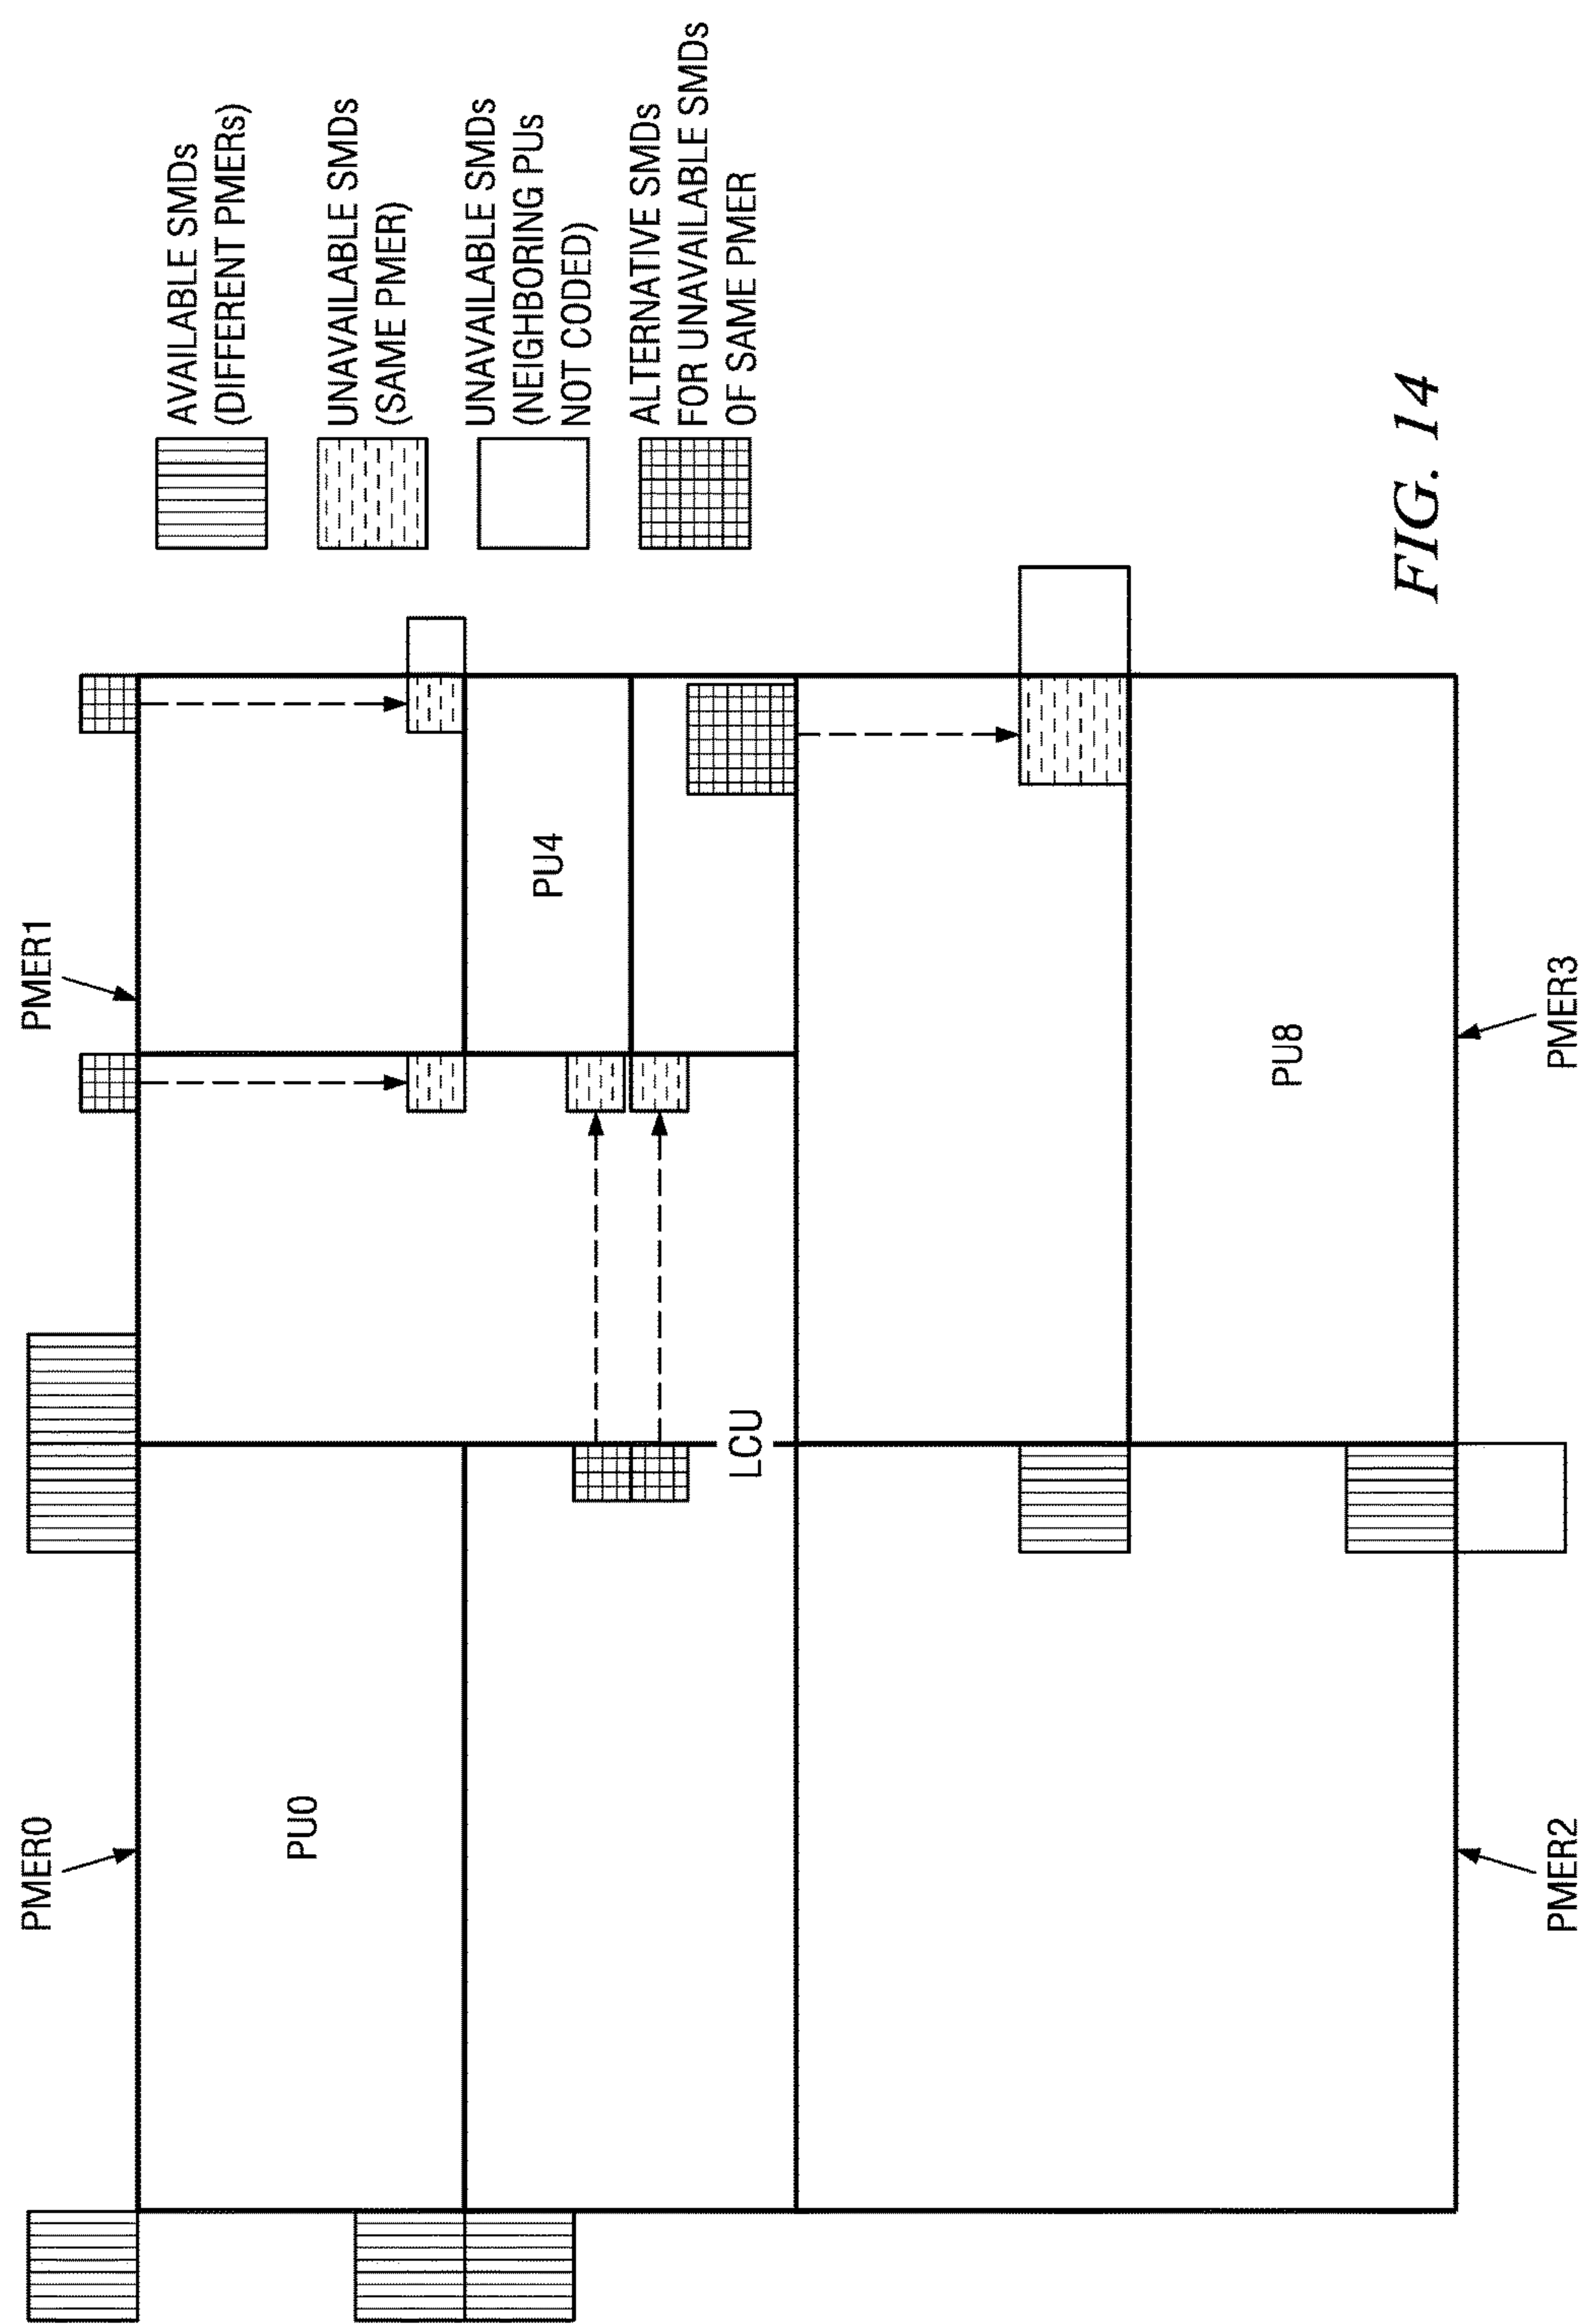 PMER0
PMER1
PU0
PU4
LCU
PU8
PMER2
PMER3
AVAILABLE SMDs
(DIFFERENT PMERs)
UNAVAILABLE SMDs
(SAME PMER)
UNAVAILABLE SMDs
(NEIGHBORING PUs
NOT CODED)
ALTERNATIVE SMDs
FOR UNAVAILABLE SMDs
OF SAME PMER
FIG. 14